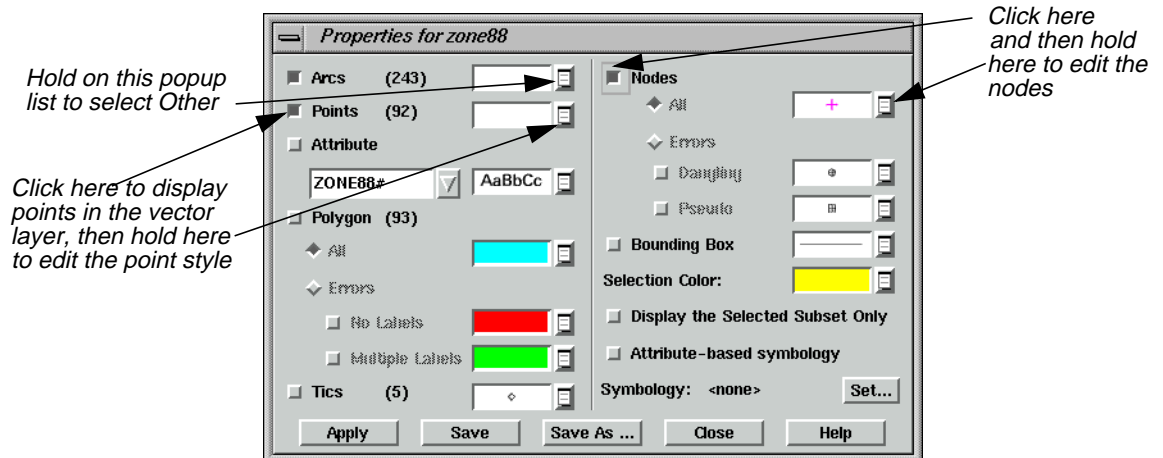 Click here
and then hold
here to edit the
nodes
Hold on this popup
list to select Other
Click here to display
points in the vector
layer, then hold here
to edit the point style
Properties for zone88
Arcs (243)
Points (92)
Attribute
ZONE88#
AaBbCc
Polygon (93)
All
Errors
No Labels
Multiple Labels
Tics (5)
Nodes
All
Errors
Dangling
Pseudo
Bounding Box
Selection Color:
Display the Selected Subset Only
Attribute-based symbology
Symbology: <none> Set...
Apply Save Save As ... Close Help